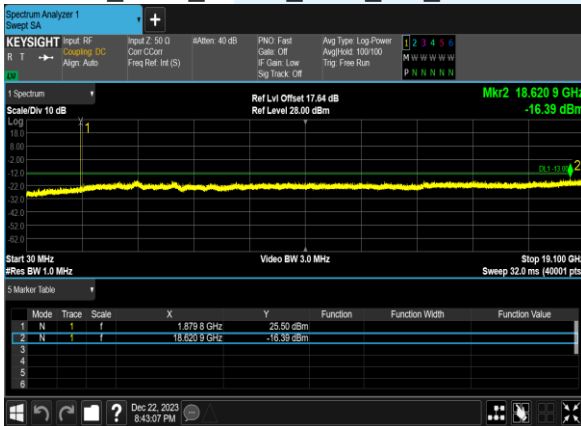 Spectrum Analyzer 1
Swept SA
KEYSIGHT Input: RF Input Z: 50 Ω #Atten: 40 dB PNO: Fast Avg Type: Log-Power 1 2 3 4 5 6
R T Coupling: DC Corr CCorr Gate: Off Avg|Hold: 100/100 M W W W W W
Align: Auto Freq Ref: Int (S) IF Gain: Low Trig: Free Run
Sig Track: Off P N N N N N
1 Spectrum Ref Lvl Offset 17.64 dB Mkr2 18.620 9 GHz
Scale/Div 10 dB Ref Level 28.00 dBm -16.39 dBm
Log
18.0 1
8.00
-2.00
-12.0 DL1 -13.00 2
-22.0
-32.0
-42.0
-52.0
-62.0
Start 30 MHz Video BW 3.0 MHz Stop 19.100 GHz
#Res BW 1.0 MHz Sweep 32.0 ms (40001 pts)
5 Marker Table
Mode Trace Scale X Y Function Function Width Function Value
1 N 1 f 1.879 8 GHz 25.50 dBm
2 N 1 f 18.620 9 GHz -16.39 dBm
3
4
5
6
? Dec 22, 2023
8:43:07 PM